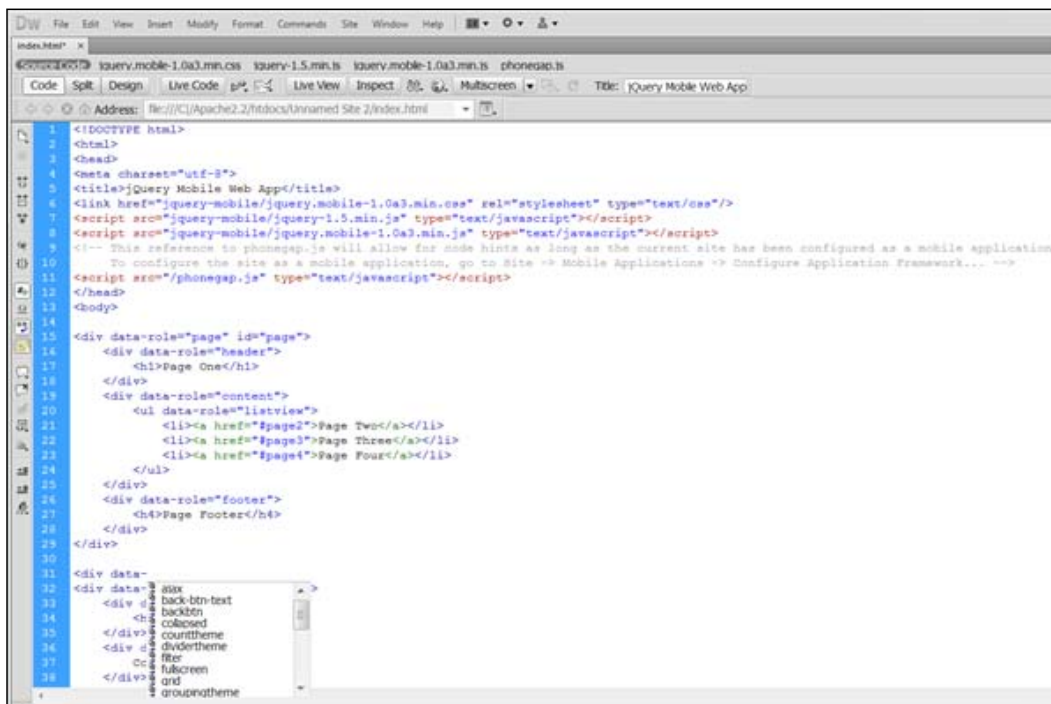 DW File Edit View Insert Modify Format Commands Site Window Help
index.html* ×
Source Code jquery.mobile-1.0a3.min.css jquery-1.5.min.js jquery.mobile-1.0a3.min.js phonegap.js
Code Split Design Live Code Live View Inspect Multiscreen Title: jQuery Mobile Web App
Address: file:///C|/Apache2.2/htdocs/Unnamed Site 2/index.html
1 <!DOCTYPE html>
2 <html>
3 <head>
4 <meta charset="utf-8">
5 <title>jQuery Mobile Web App</title>
6 <link href="jquery-mobile/jquery.mobile-1.0a3.min.css" rel="stylesheet" type="text/css"/>
7 <script src="jquery-mobile/jquery-1.5.min.js" type="text/javascript"></script>
8 <script src="jquery-mobile/jquery.mobile-1.0a3.min.js" type="text/javascript"></script>
9 <!-- This reference to phonegap.js will allow for code hints as long as the current site has been configured as a mobile application
10 To configure the site as a mobile application, go to Site -> Mobile Applications -> Configure Application Framework... -->
11 <script src="/phonegap.js" type="text/javascript"></script>
12 </head>
13 <body>
14
15 <div data-role="page" id="page">
16 <div data-role="header">
17 <h1>Page One</h1>
18 </div>
19 <div data-role="content">
20 <ul data-role="listview">
21 <li><a href="#page2">Page Two</a></li>
22 <li><a href="#page3">Page Three</a></li>
23 <li><a href="#page4">Page Four</a></li>
24 </ul>
25 </div>
26 <div data-role="footer">
27 <h4>Page Footer</h4>
28 </div>
29 </div>
30
31 <div data-
32 <div data- >
33 <div d
34 <h
35 </div>
36 <div d
37 Co
38 </div>
ajax
back-btn-text
backbtn
collapsed
counttheme
dividertheme
filter
fullscreen
grid
groupingtheme